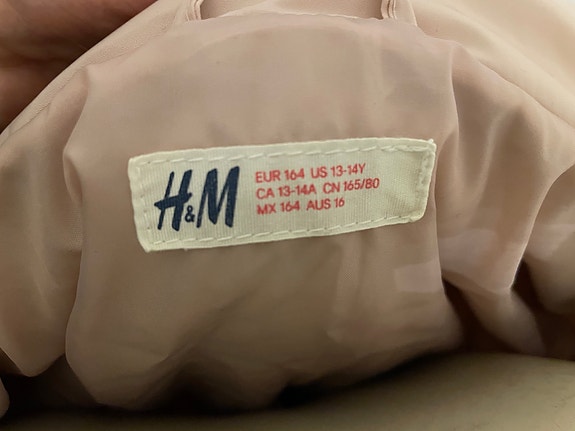 H&M
EUR 164 US 13-14Y
CA 13-14A CN 165/80
MX 164 AUS 16